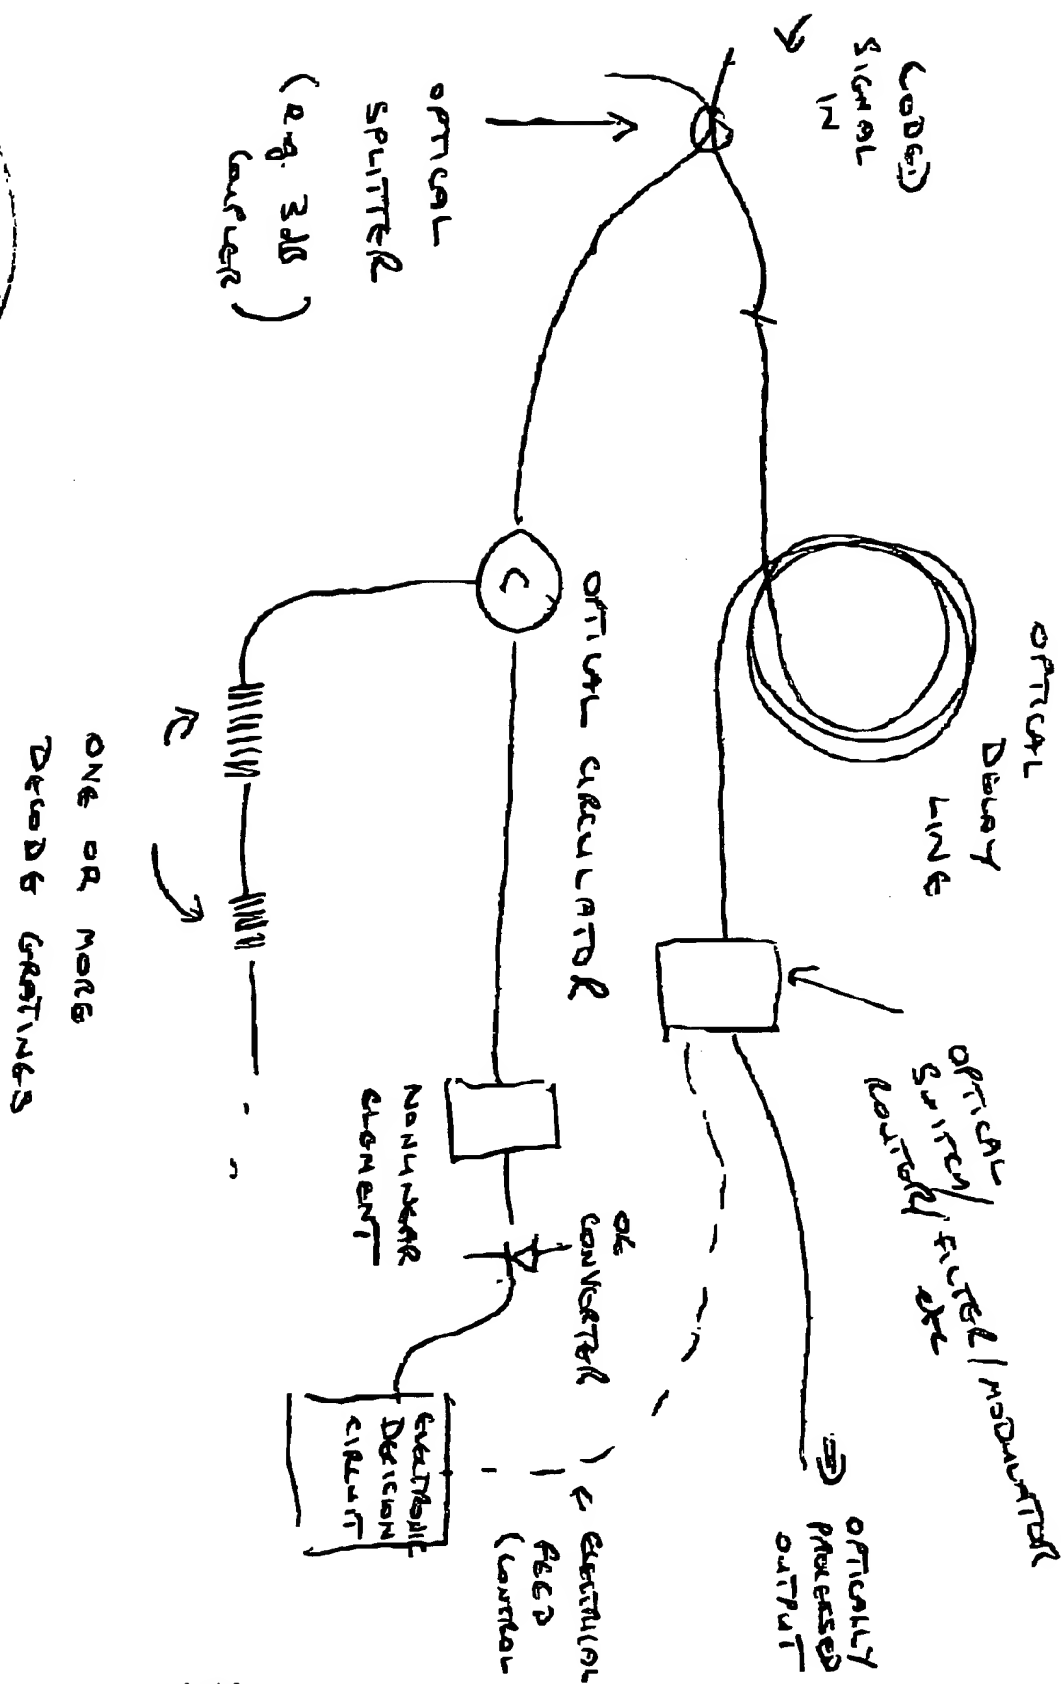 (CODED)
SIGNAL
IN
OPTICAL
SPLITTER
(e.g. 3dB
COUPLER)
OPTICAL
DELAY
LINE
OPTICAL
SWITCH/
ROUTER/FILTER/MODULATOR
etc
OPTICALLY
PROCESSED
OUTPUT
C
OPTICAL CIRCULATOR
ONE OR MORE
DECODE GRATINGS
NONLINEAR
ELEMENT
OE
CONVERTER
ELECTRONIC
DECISION
CIRCUIT
ELECTRICAL
FEED
(CONTROL